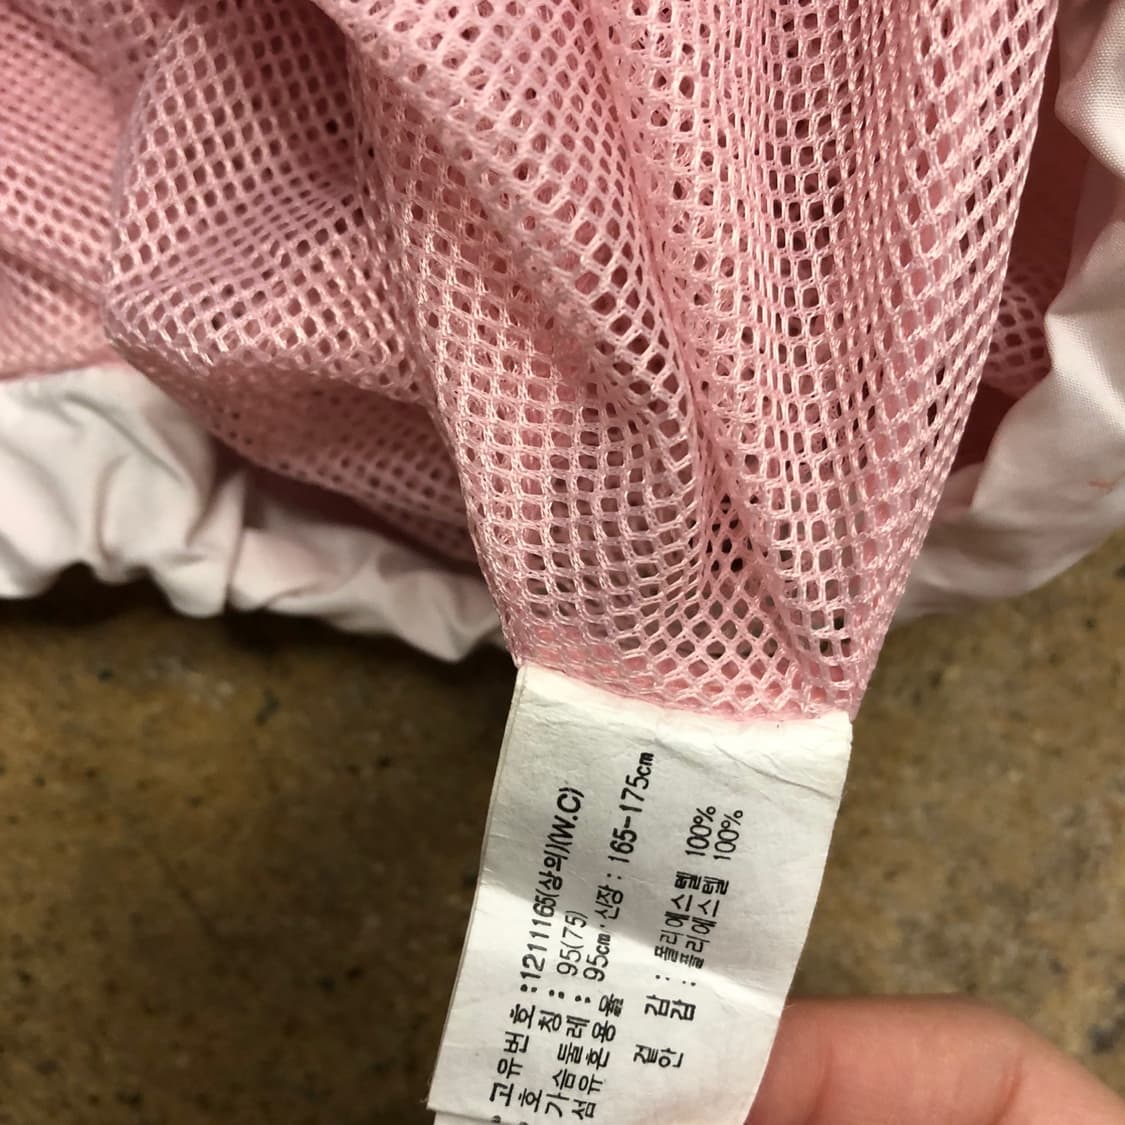 고유번호 :1211165(상의)(W.C)
호칭 : 95(75)
가슴둘레 : 95cm, 신장 : 165-175cm
섬유혼용율
겉감 : 폴리에스텔 100%
안감 : 폴리에스텔 100%